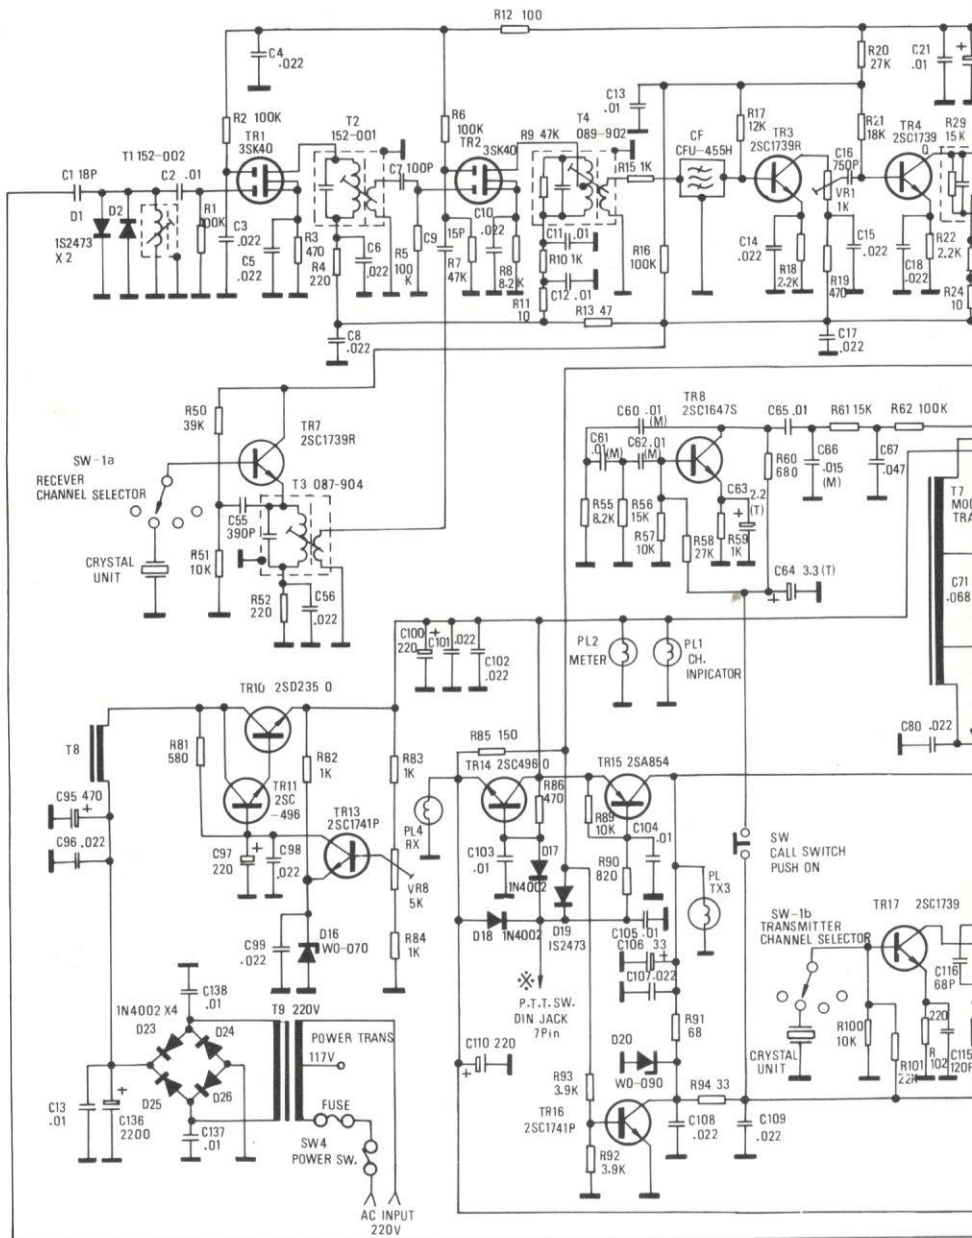 R12 100
C4
.022
R20
27K
C21
.01
+
R2 100K
TR1
3SK40
T2
152-001
R6
100K
TR2
3SK40
R9 47K
T4
089-902
C13
.01
R17
12K
TR3
2SC1739R
R21
18K
TR4
2SC1739
O
R29
15K
T1 152-002
C1 18P
C2 .01
D1
D2
1S2473
X 2
R1
100K
C3
.022
C5
.022
R3
470
R4
220
C6
.022
C7 100P
R5
100
K
C9
15P
R7
47K
C10
.022
R8
8.2K
C11 .01
R10 1K
C12 .01
R11
10
R13 47
R15 1K
CF
CFU-455H
R16
100K
C14
.022
R18
2.2K
C16
750P
VR1
1K
R19
470
C15
.022
C18
.022
R22
2.2K
R24
10
C8
.022
C17
.022
R50
39K
TR7
2SC1739R
SW-1a
RECEVER
CHANNEL SELECTOR
T3 087-904
C55
390P
CRYSTAL
UNIT
R51
10K
R52
220
C56
.022
TR8
2SC1647S
C60 .01
(M)
C61
.01
(M)
C62 .01
(M)
R55
8.2K
R56
15K
R57
10K
R58
27K
C63
2.2
(T)
+
R59
1K
R60
680
C65 .01
R61 15K
R62 100K
C66
.015
(M)
C67
.047
C64 3.3 (T)
+
T7
MOD
TRA
C71
.068
C80 .022
C100
220
+
C101
.022
C102
.022
PL2
METER
PL1
CH.
INPICATOR
TR10 2SD235 O
T8
R81
580
TR11
2SC
-496
R82
1K
R83
1K
TR13
2SC1741P
C95 470
+
C96 .022
C97
220
+
C98
.022
VR8
5K
PL4
RX
R84
1K
C99
.022
D16
WO-070
R85 150
TR14 2SC496 O
TR15 2SA854
R86
470
R89
10K
C104
.01
C103
.01
D17
1N4002
R90
820
D18 1N4002
D19
IS2473
C105 .01
C106 33
+
C107 .022
PL
TX3
SW
CALL SWITCH
PUSH ON
SW-1b
TRANSMITTER
CHANNEL SELECTOR
TR17 2SC1739
C116
68P
※
P.T.T. SW.
DIN JACK
7Pin
1N4002 X4
C138
.01
T9 220V
POWER TRANS
117V
D23
D24
D25
D26
C13
.01
+
C136
2200
C137
.01
FUSE
SW4
POWER SW.
AC INPUT
220V
C110 220
+
R93
3.9K
D20
WO-090
R91
68
R94 33
TR16
2SC1741P
R92
3.9K
C108
.022
C109
.022
CRYSTAL
UNIT
R100
10K
R101
22K
220
R
102
C115
120P